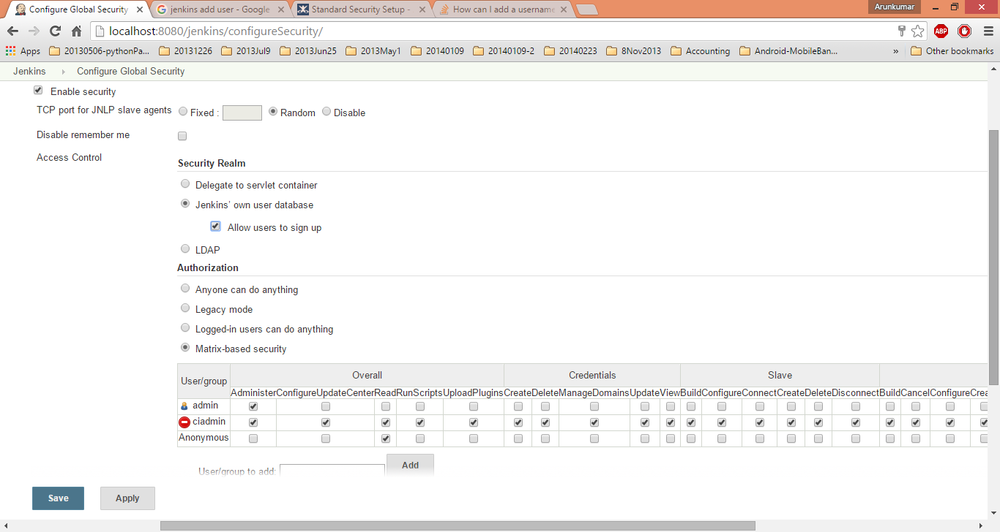 Configure Global Security
jenkins add user - Google
Standard Security Setup -
How can I add a username
Arunkumar
localhost:8080/jenkins/configureSecurity/
ABP
Apps 20130506-pythonPa... 20131226 2013Jul9 2013Jun25 2013May1 20140109 20140109-2 20140223 8Nov2013 Accounting Android-MobileBan... » Other bookmarks
Jenkins Configure Global Security
Enable security
TCP port for JNLP slave agents Fixed : Random Disable
Disable remember me
Access Control
Security Realm
Delegate to servlet container
Jenkins' own user database
Allow users to sign up
LDAP
Authorization
Anyone can do anything
Legacy mode
Logged-in users can do anything
Matrix-based security
User/group Overall Credentials Slave
Administer ConfigureUpdateCenter Read RunScripts UploadPlugins Create Delete ManageDomains Update View Build Configure Connect Create Delete Disconnect Build Cancel Configure Crea
admin
ciadmin
Anonymous
User/group to add: Add
Save Apply